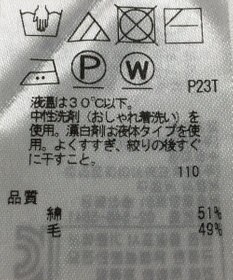 P
W
P23T
液温は30℃以下。
中性洗剤(おしゃれ着洗い)を
使用。漂白剤は液体タイプを使
用。よくすすぎ、絞りの後すぐ
に干すこと。
110
品質
綿 51%
毛 49%